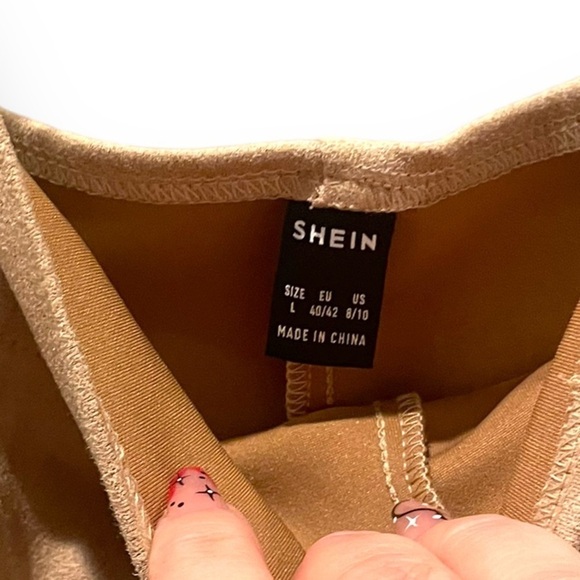 SHEIN
SIZE EU US
L 40/42 8/10
MADE IN CHINA